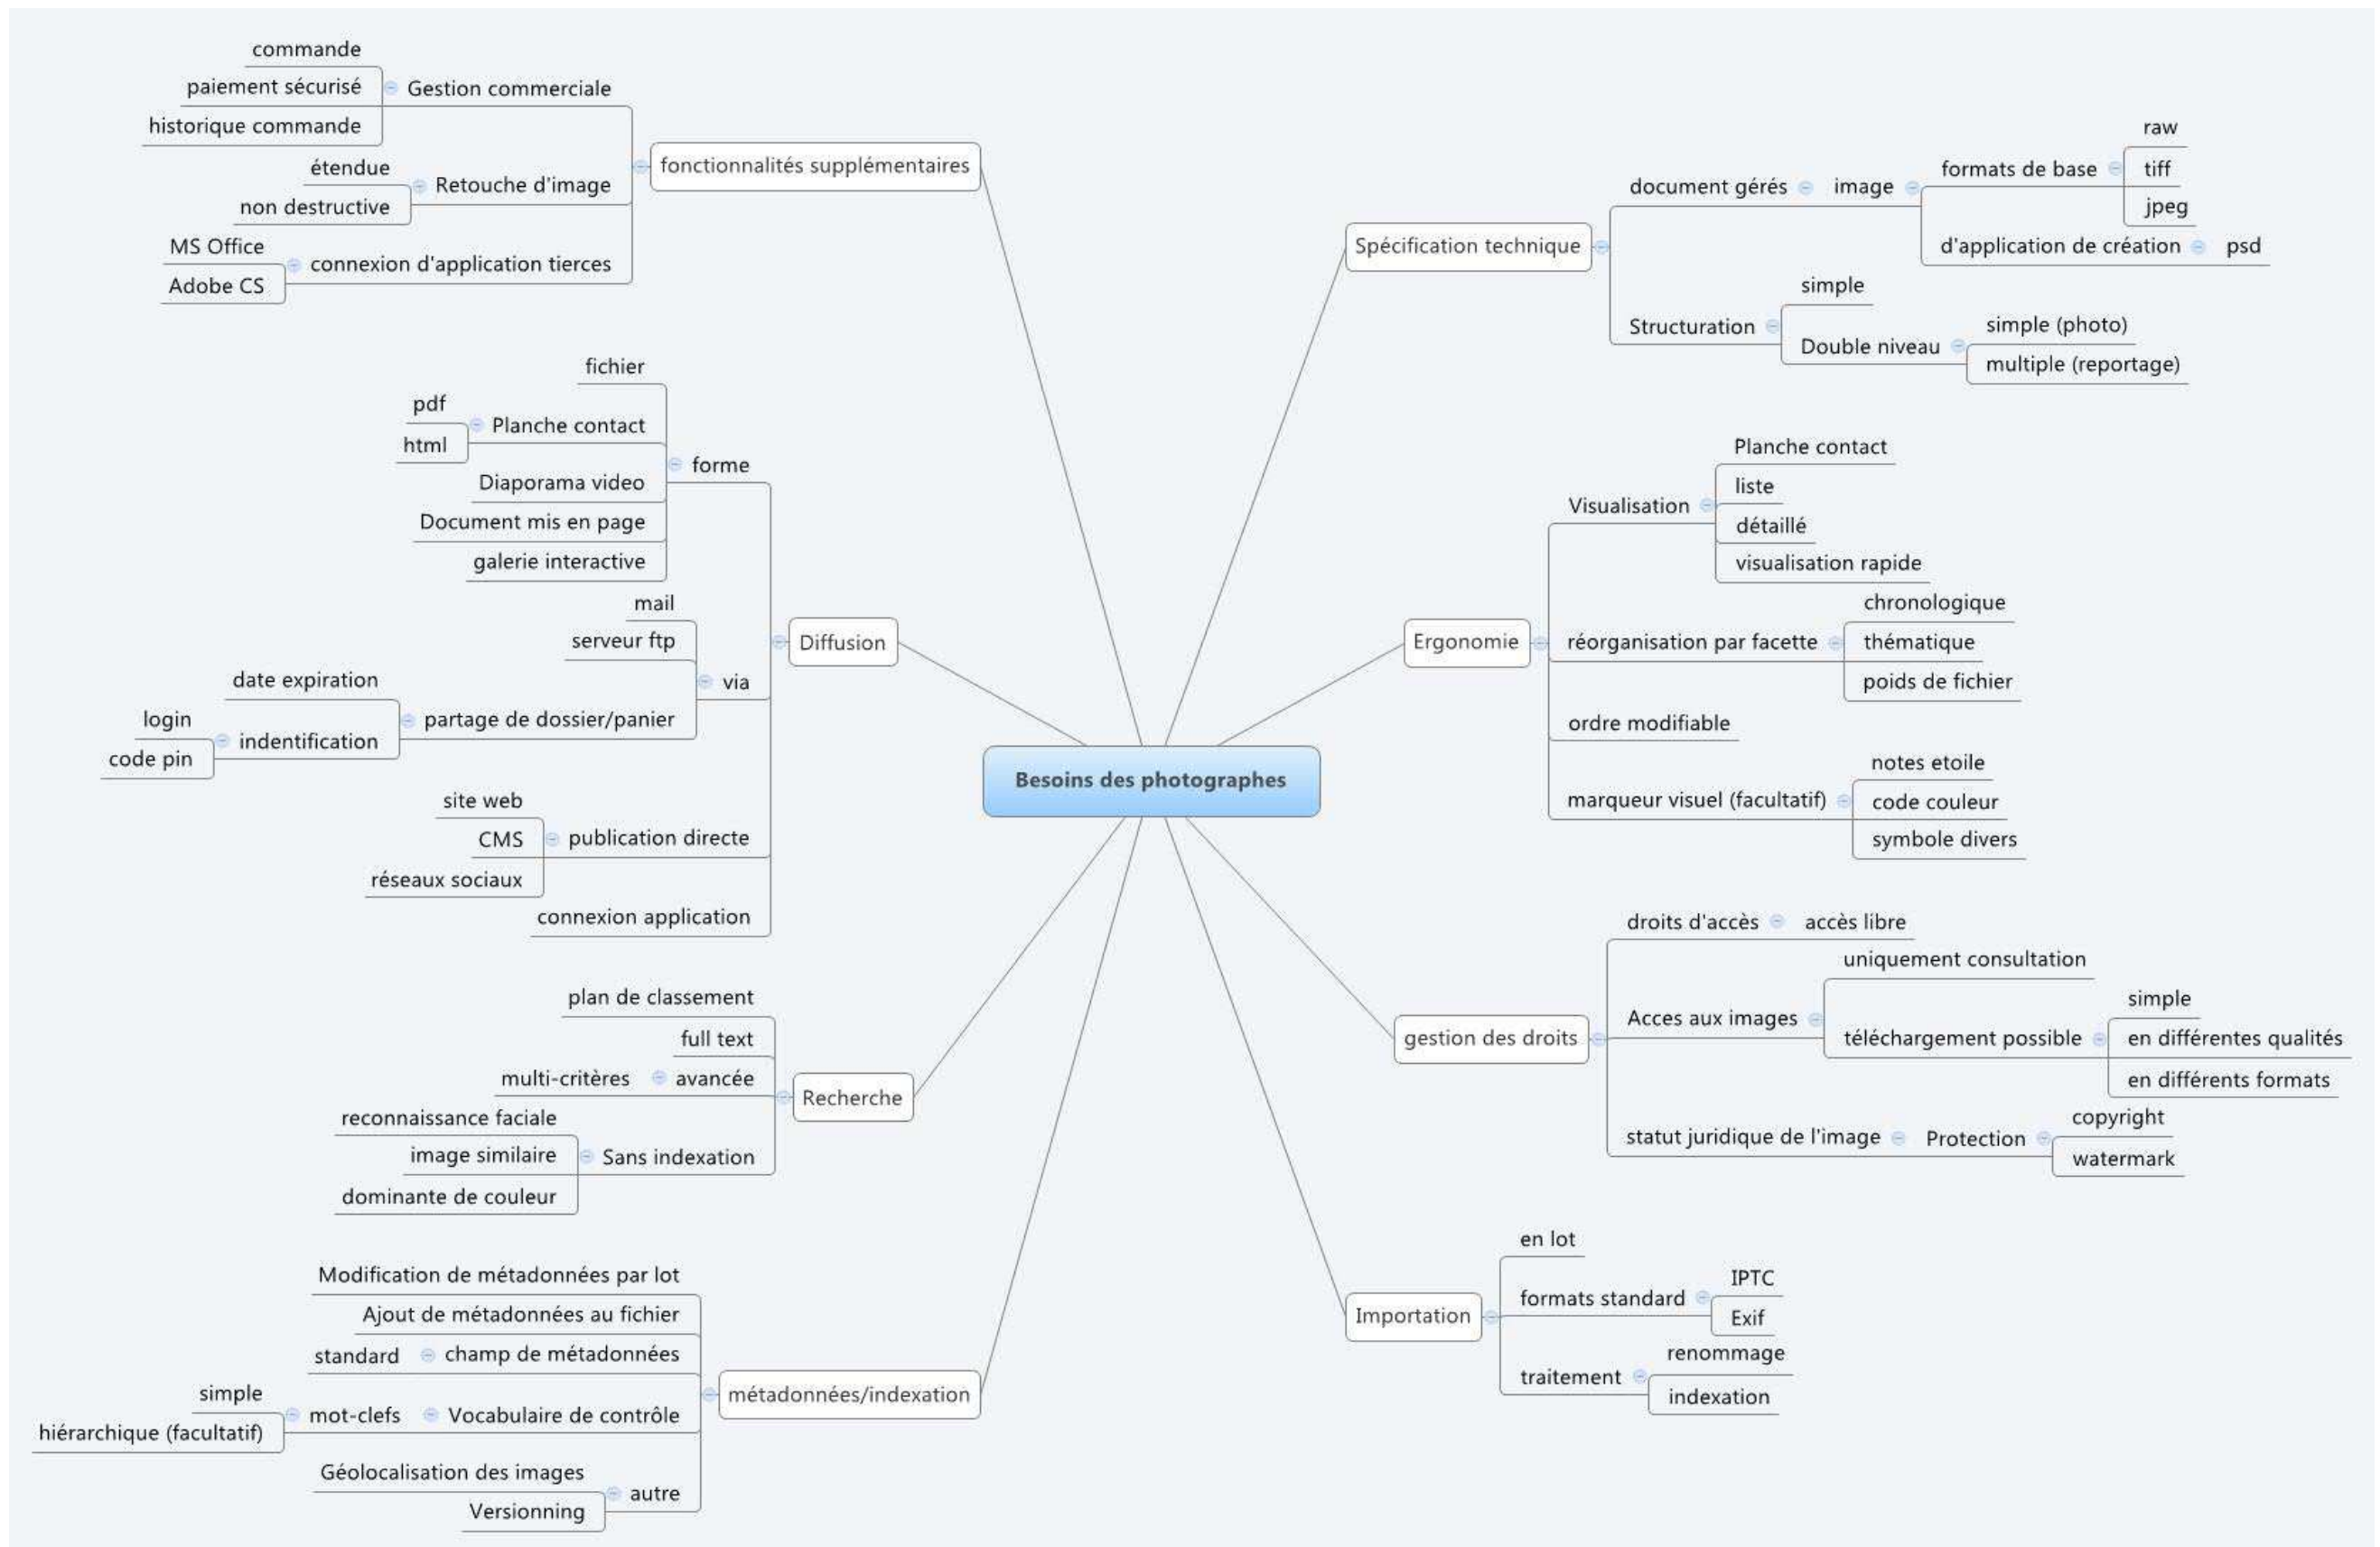 Besoins des photographes
fonctionnalités supplémentaires
Gestion commerciale
commande
paiement sécurisé
historique commande
Retouche d'image
étendue
non destructive
connexion d'application tierces
MS Office
Adobe CS
Diffusion
forme
fichier
Planche contact
pdf
html
Diaporama video
Document mis en page
galerie interactive
via
mail
serveur ftp
partage de dossier/panier
date expiration
indentification
login
code pin
publication directe
site web
CMS
réseaux sociaux
connexion application
Recherche
plan de classement
full text
avancée
multi-critères
Sans indexation
reconnaissance faciale
image similaire
dominante de couleur
métadonnées/indexation
Modification de métadonnées par lot
Ajout de métadonnées au fichier
champ de métadonnées
standard
Vocabulaire de contrôle
mot-clefs
simple
hiérarchique (facultatif)
autre
Géolocalisation des images
Versionning
Spécification technique
document gérés
image
formats de base
raw
tiff
jpeg
d'application de création
psd
Structuration
simple
Double niveau
simple (photo)
multiple (reportage)
Ergonomie
Visualisation
Planche contact
liste
détaillé
visualisation rapide
réorganisation par facette
chronologique
thématique
poids de fichier
ordre modifiable
marqueur visuel (facultatif)
notes etoile
code couleur
symbole divers
gestion des droits
droits d'accès
accès libre
Acces aux images
uniquement consultation
téléchargement possible
simple
en différentes qualités
en différents formats
statut juridique de l'image
Protection
copyright
watermark
Importation
en lot
formats standard
IPTC
Exif
traitement
renommage
indexation